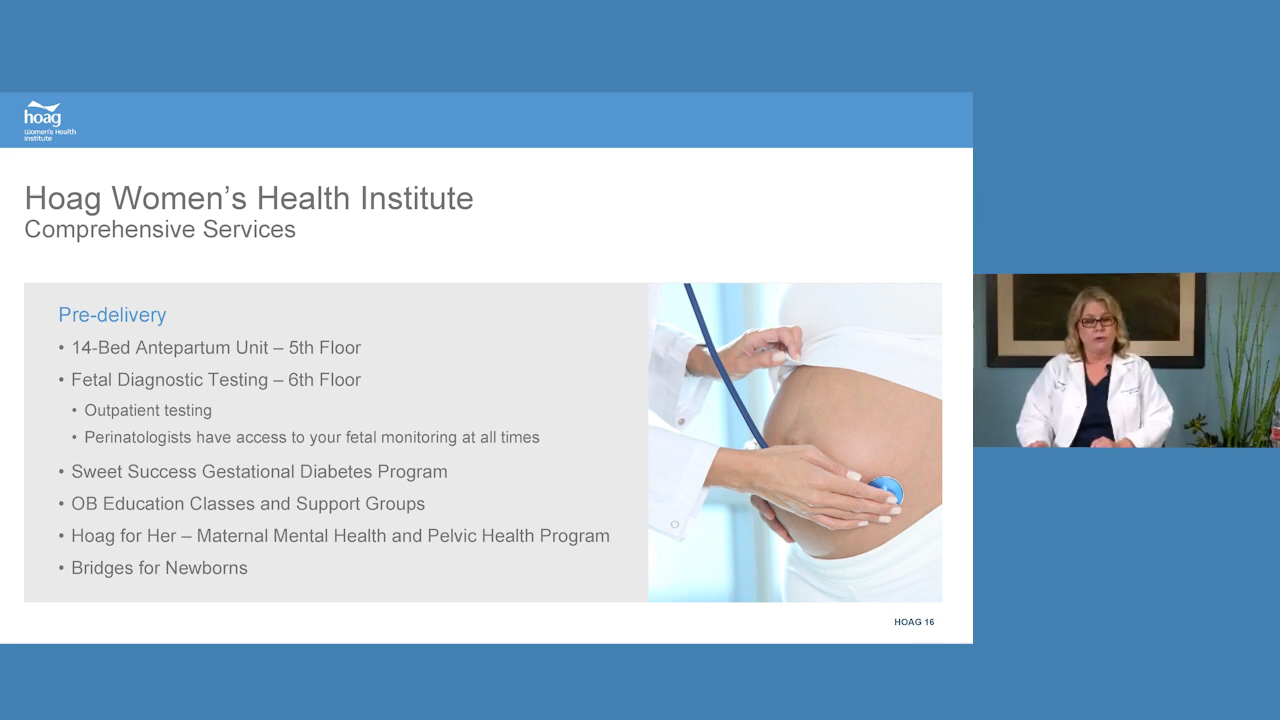 hoag
Women's Health
Institute
Hoag Women’s Health Institute
Comprehensive Services
Pre-delivery
• 14-Bed Antepartum Unit – 5th Floor
• Fetal Diagnostic Testing – 6th Floor
• Outpatient testing
• Perinatologists have access to your fetal monitoring at all times
• Sweet Success Gestational Diabetes Program
• OB Education Classes and Support Groups
• Hoag for Her – Maternal Mental Health and Pelvic Health Program
• Bridges for Newborns
HOAG 16